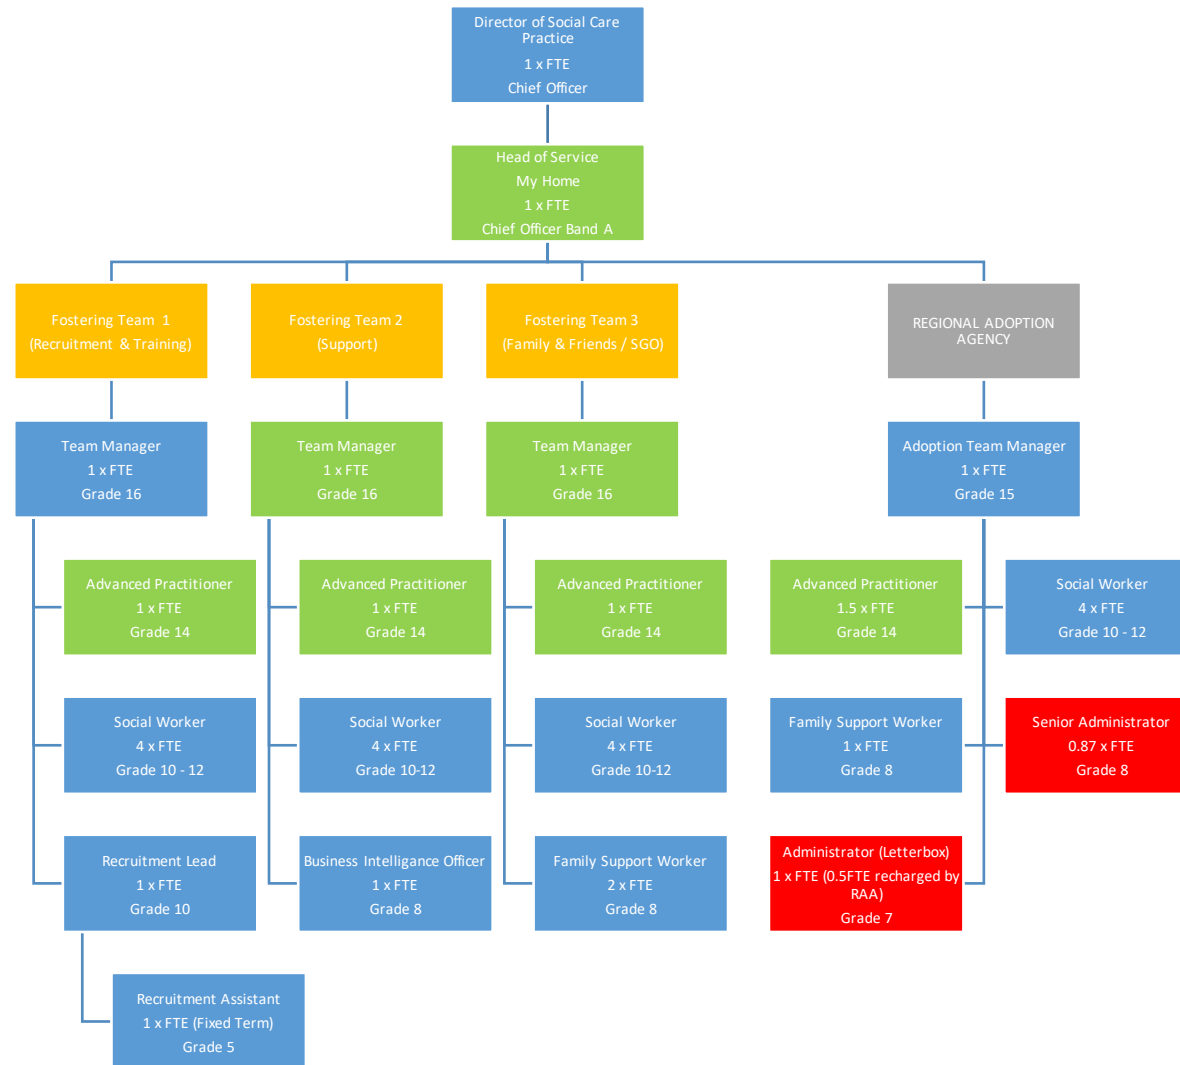 Director of Social Care
Practice
1 x FTE
Chief Officer
Head of Service
My Home
1 x FTE
Chief Officer Band A
Fostering Team 1
(Recruitment & Training)
Fostering Team 2
(Support)
Fostering Team 3
(Family & Friends / SGO)
REGIONAL ADOPTION
AGENCY
Team Manager
1 x FTE
Grade 16
Team Manager
1 x FTE
Grade 16
Team Manager
1 x FTE
Grade 16
Adoption Team Manager
1 x FTE
Grade 15
Advanced Practitioner
1 x FTE
Grade 14
Advanced Practitioner
1 x FTE
Grade 14
Advanced Practitioner
1 x FTE
Grade 14
Advanced Practitioner
1.5 x FTE
Grade 14
Social Worker
4 x FTE
Grade 10 - 12
Social Worker
4 x FTE
Grade 10 - 12
Social Worker
4 x FTE
Grade 10-12
Social Worker
4 x FTE
Grade 10-12
Family Support Worker
1 x FTE
Grade 8
Senior Administrator
0.87 x FTE
Grade 8
Recruitment Lead
1 x FTE
Grade 10
Business Intelligance Officer
1 x FTE
Grade 8
Family Support Worker
2 x FTE
Grade 8
Administrator (Letterbox)
1 x FTE (0.5FTE recharged by
RAA)
Grade 7
Recruitment Assistant
1 x FTE (Fixed Term)
Grade 5